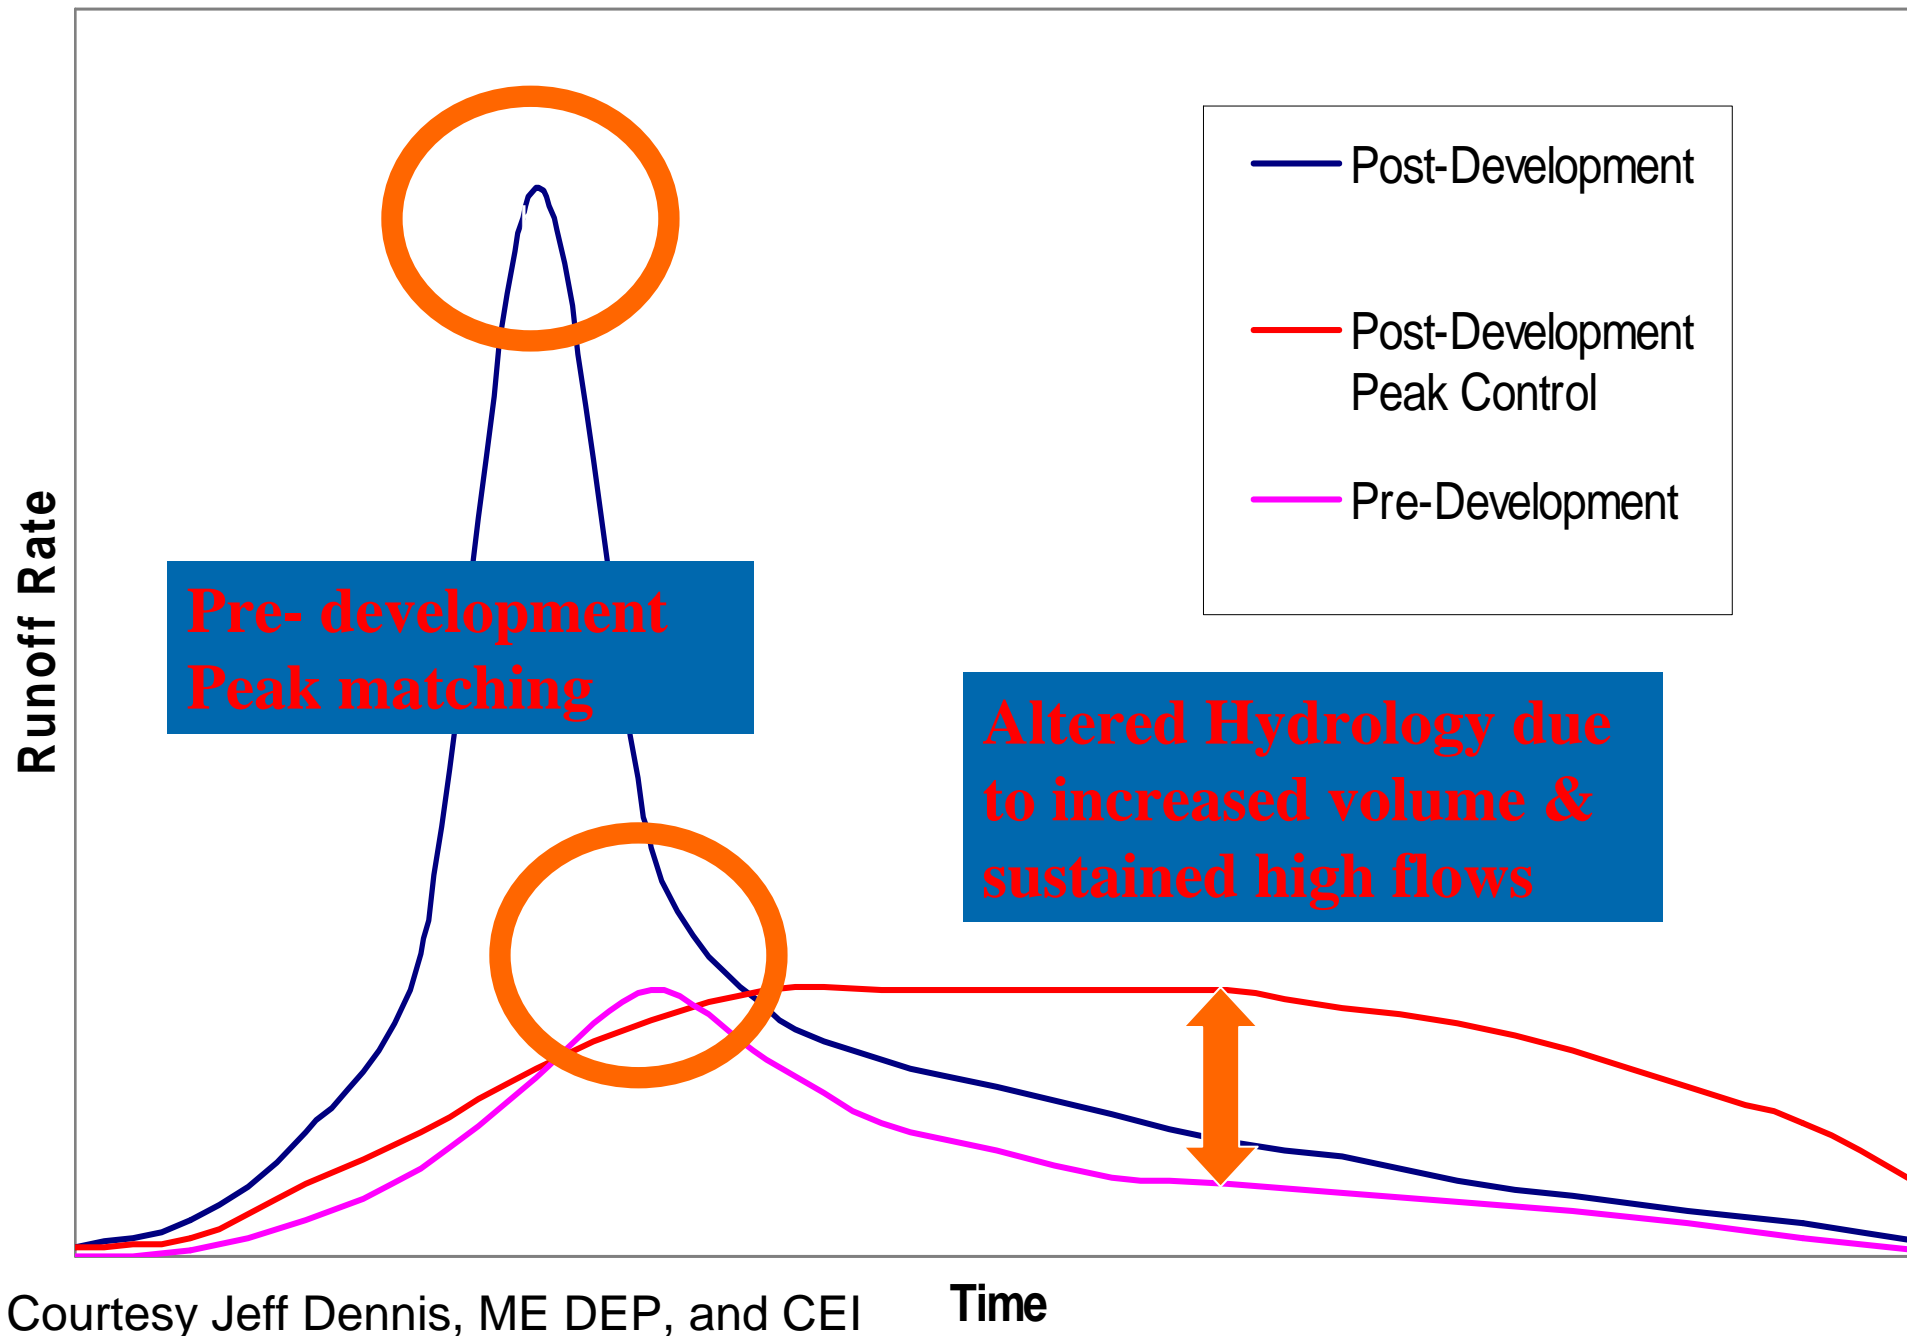 Post-Development
Post-Development
Peak Control
Pre-Development
Runoff Rate
Pre- development
Peak matching
Altered Hydrology due
to increased volume &
sustained high flows
Time
Courtesy Jeff Dennis, ME DEP, and CEI